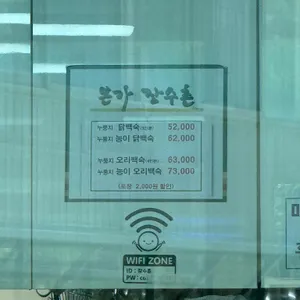 본가 장수촌
누룽지 닭백숙 52,000
누룽지 능이 닭백숙 62,000
누룽지 오리백숙 63,000
누룽지 능이 오리백숙 73,000
(포장 2,000원 할인)
WIFI ZONE
ID : 장수촌
PW :